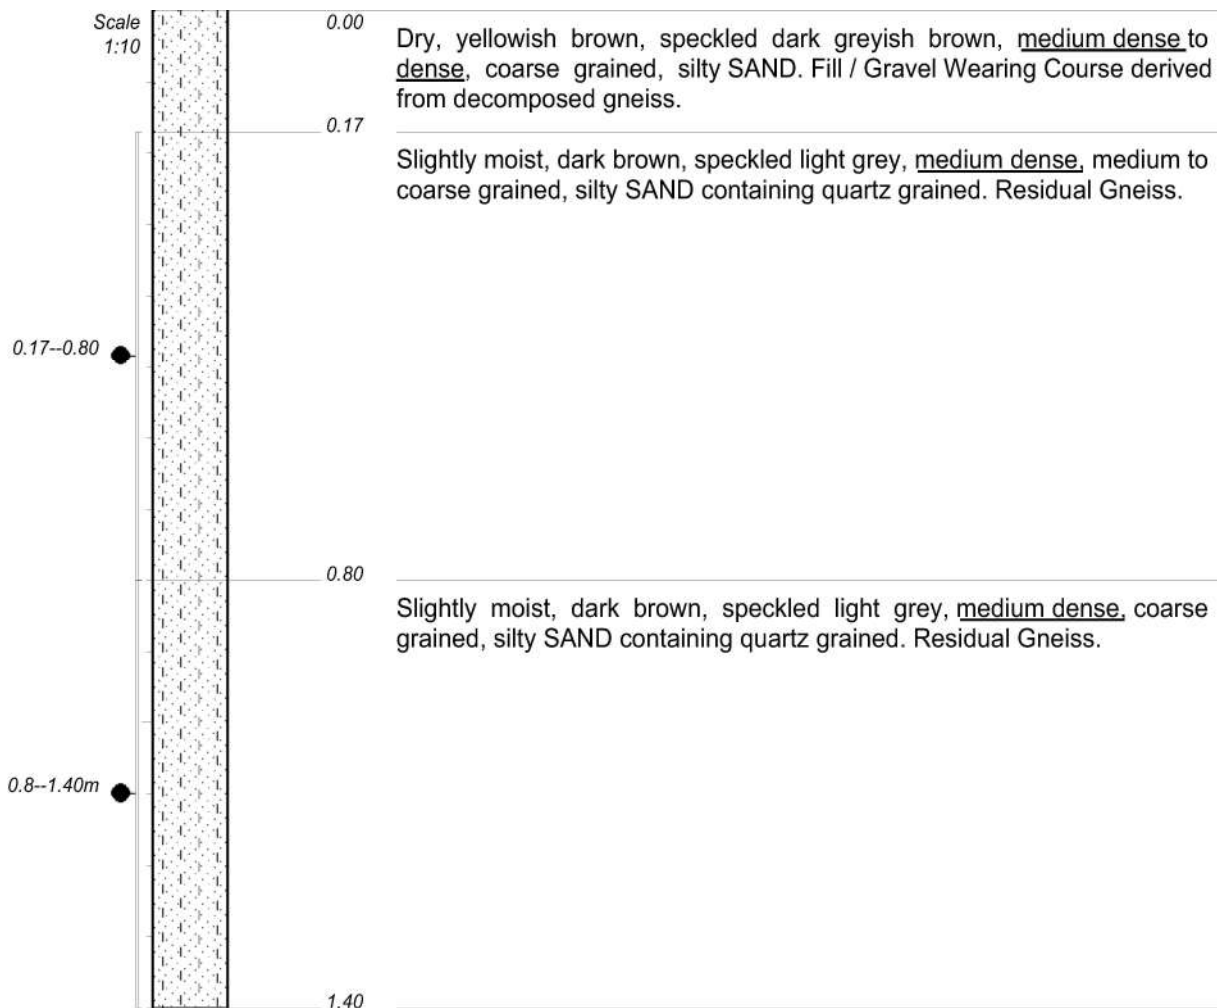 Scale
1:10
0.00
Dry, yellowish brown, speckled dark greyish brown, medium dense to
dense, coarse grained, silty SAND. Fill / Gravel Wearing Course derived
from decomposed gneiss.
0.17
Slightly moist, dark brown, speckled light grey, medium dense, medium to
coarse grained, silty SAND containing quartz grained. Residual Gneiss.
0.17--0.80
0.80
Slightly moist, dark brown, speckled light grey, medium dense, coarse
grained, silty SAND containing quartz grained. Residual Gneiss.
0.8--1.40m
1.40